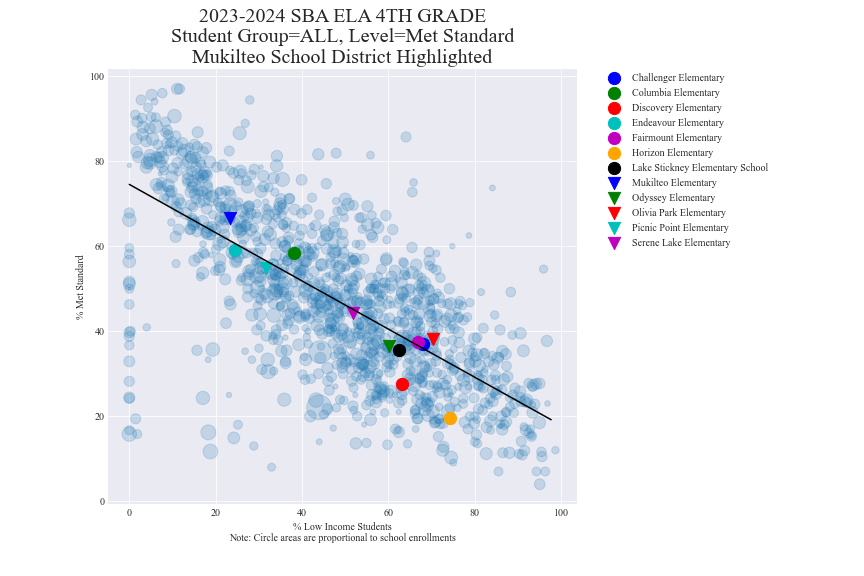 2023-2024 SBA ELA 4TH GRADE
Student Group=ALL, Level=Met Standard
Mukilteo School District Highlighted
100
80
60
40
20
0
% Met Standard
0 20 40 60 80 100
% Low Income Students
Note: Circle areas are proportional to school enrollments
Challenger Elementary
Columbia Elementary
Discovery Elementary
Endeavour Elementary
Fairmount Elementary
Horizon Elementary
Lake Stickney Elementary School
Mukilteo Elementary
Odyssey Elementary
Olivia Park Elementary
Picnic Point Elementary
Serene Lake Elementary